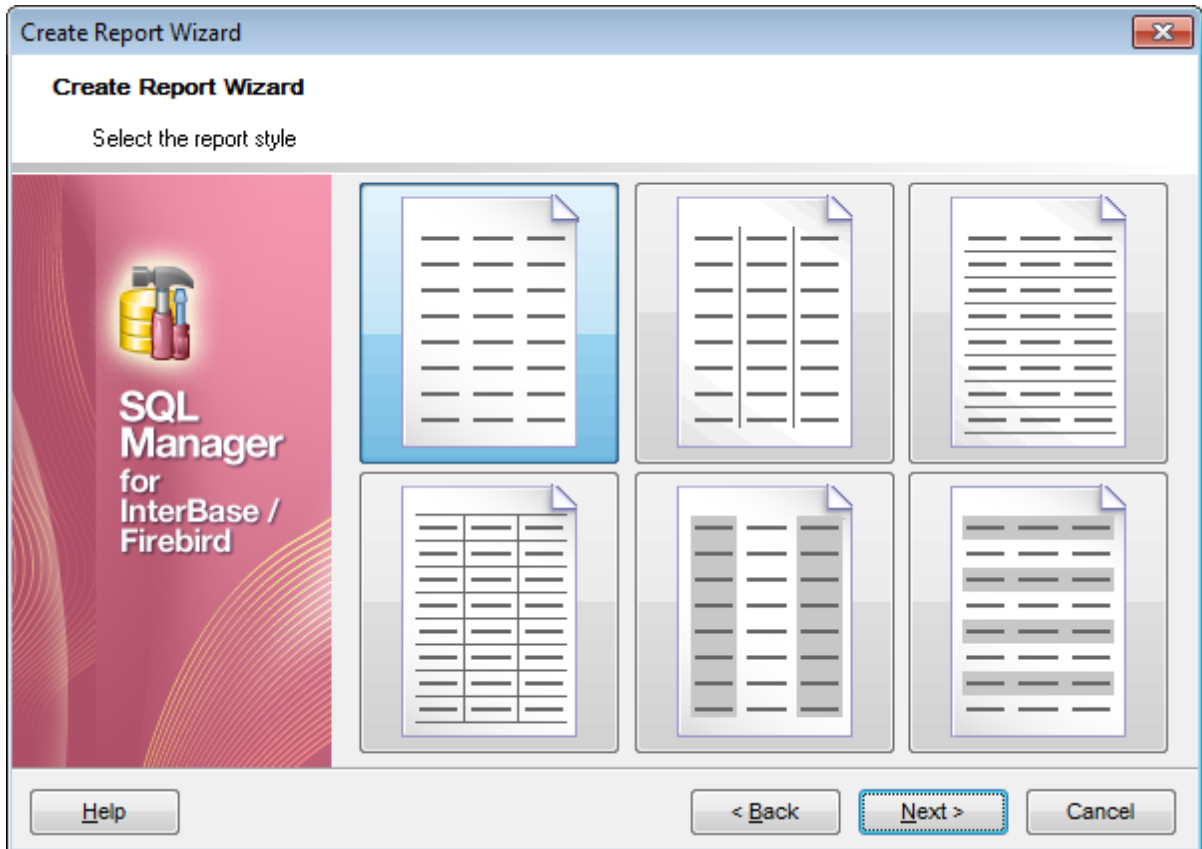 Create Report Wizard
Create Report Wizard
Select the report style
SQL
Manager
for
InterBase /
Firebird
Help
< Back
Next >
Cancel